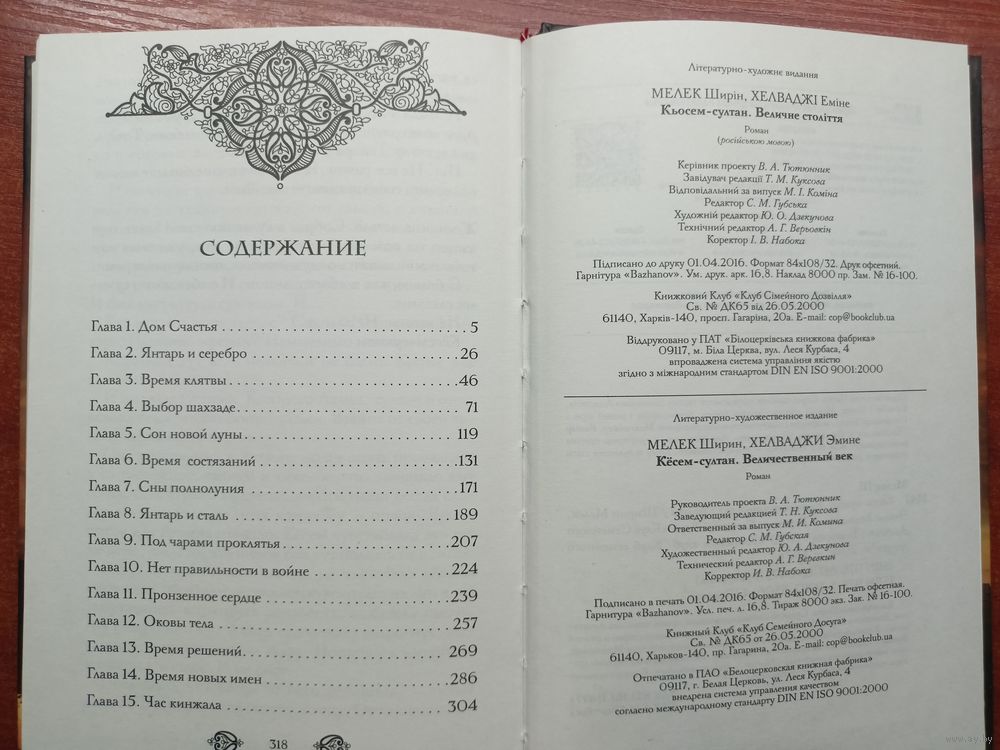 СОДЕРЖАНИЕ
Глава 1. Дом Счастья 5
Глава 2. Янтарь и серебро 26
Глава 3. Время клятвы 46
Глава 4. Выбор шахзаде 71
Глава 5. Сон новой луны 119
Глава 6. Время состязаний 131
Глава 7. Сны полнолуния 171
Глава 8. Янтарь и сталь 189
Глава 9. Под чарами проклятья 207
Глава 10. Нет правильности в войне 224
Глава 11. Пронзенное сердце 239
Глава 12. Оковы тела 257
Глава 13. Время решений 269
Глава 14. Время новых имен 286
Глава 15. Час кинжала 304
318
Літературно-художнє видання
МЕЛЕК Ширін, ХЕЛВАДЖІ Еміне
Кьосем-султан. Величне століття
Роман
(російською мовою)
Керівник проекту В. А. Тютюнник
Завідувач редакції Т. М. Куксова
Відповідальний за випуск М. І. Коміна
Редактор С. М. Губська
Художній редактор Ю. О. Дзекунова
Технічний редактор А. Г. Верьовкін
Коректор І. В. Набока
Підписано до друку 01.04.2016. Формат 84x108/32. Друк офсетний.
Гарнітура «Bazhanov». Ум. друк. арк. 16,8. Наклад 8000 пр. Зам. № 16-100.
Книжковий Клуб «Клуб Сімейного Дозвілля»
Св. № ДК65 від 26.05.2000
61140, Харків-140, просп. Гагаріна, 20а. E-mail: cop@bookclub.ua
Віддруковано у ПАТ «Білоцерківська книжкова фабрика»
09117, м. Біла Церква, вул. Леся Курбаса, 4
впроваджена система управління якістю
згідно з міжнародним стандартом DIN EN ISO 9001:2000
Литературно-художественное издание
МЕЛЕК Ширин, ХЕЛВАДЖИ Эмине
Кёсем-султан. Величественный век
Роман
Руководитель проекта В. А. Тютюнник
Заведующий редакцией Т. Н. Куксова
Ответственный за выпуск М. И. Комина
Редактор С. М. Губская
Художественный редактор Ю. А. Дзекунова
Технический редактор А. Г. Веревкин
Корректор И. В. Набока
Подписано в печать 01.04.2016. Формат 84x108/32. Печать офсетная.
Гарнитура «Bazhanov». Усл. печ. л. 16,8. Тираж 8000 экз. Зак. № 16-100.
Книжный Клуб «Клуб Семейного Досуга»
Св. № ДК65 от 26.05.2000
61140, Харьков-140, пр. Гагарина, 20а. E-mail: cop@bookclub.ua
Отпечатано в ПАО «Белоцерковская книжная фабрика»
09117, г. Белая Церковь, ул. Леся Курбаса, 4
внедрена система управления качеством
согласно международному стандарту DIN EN ISO 9001:2000
www.ay.by